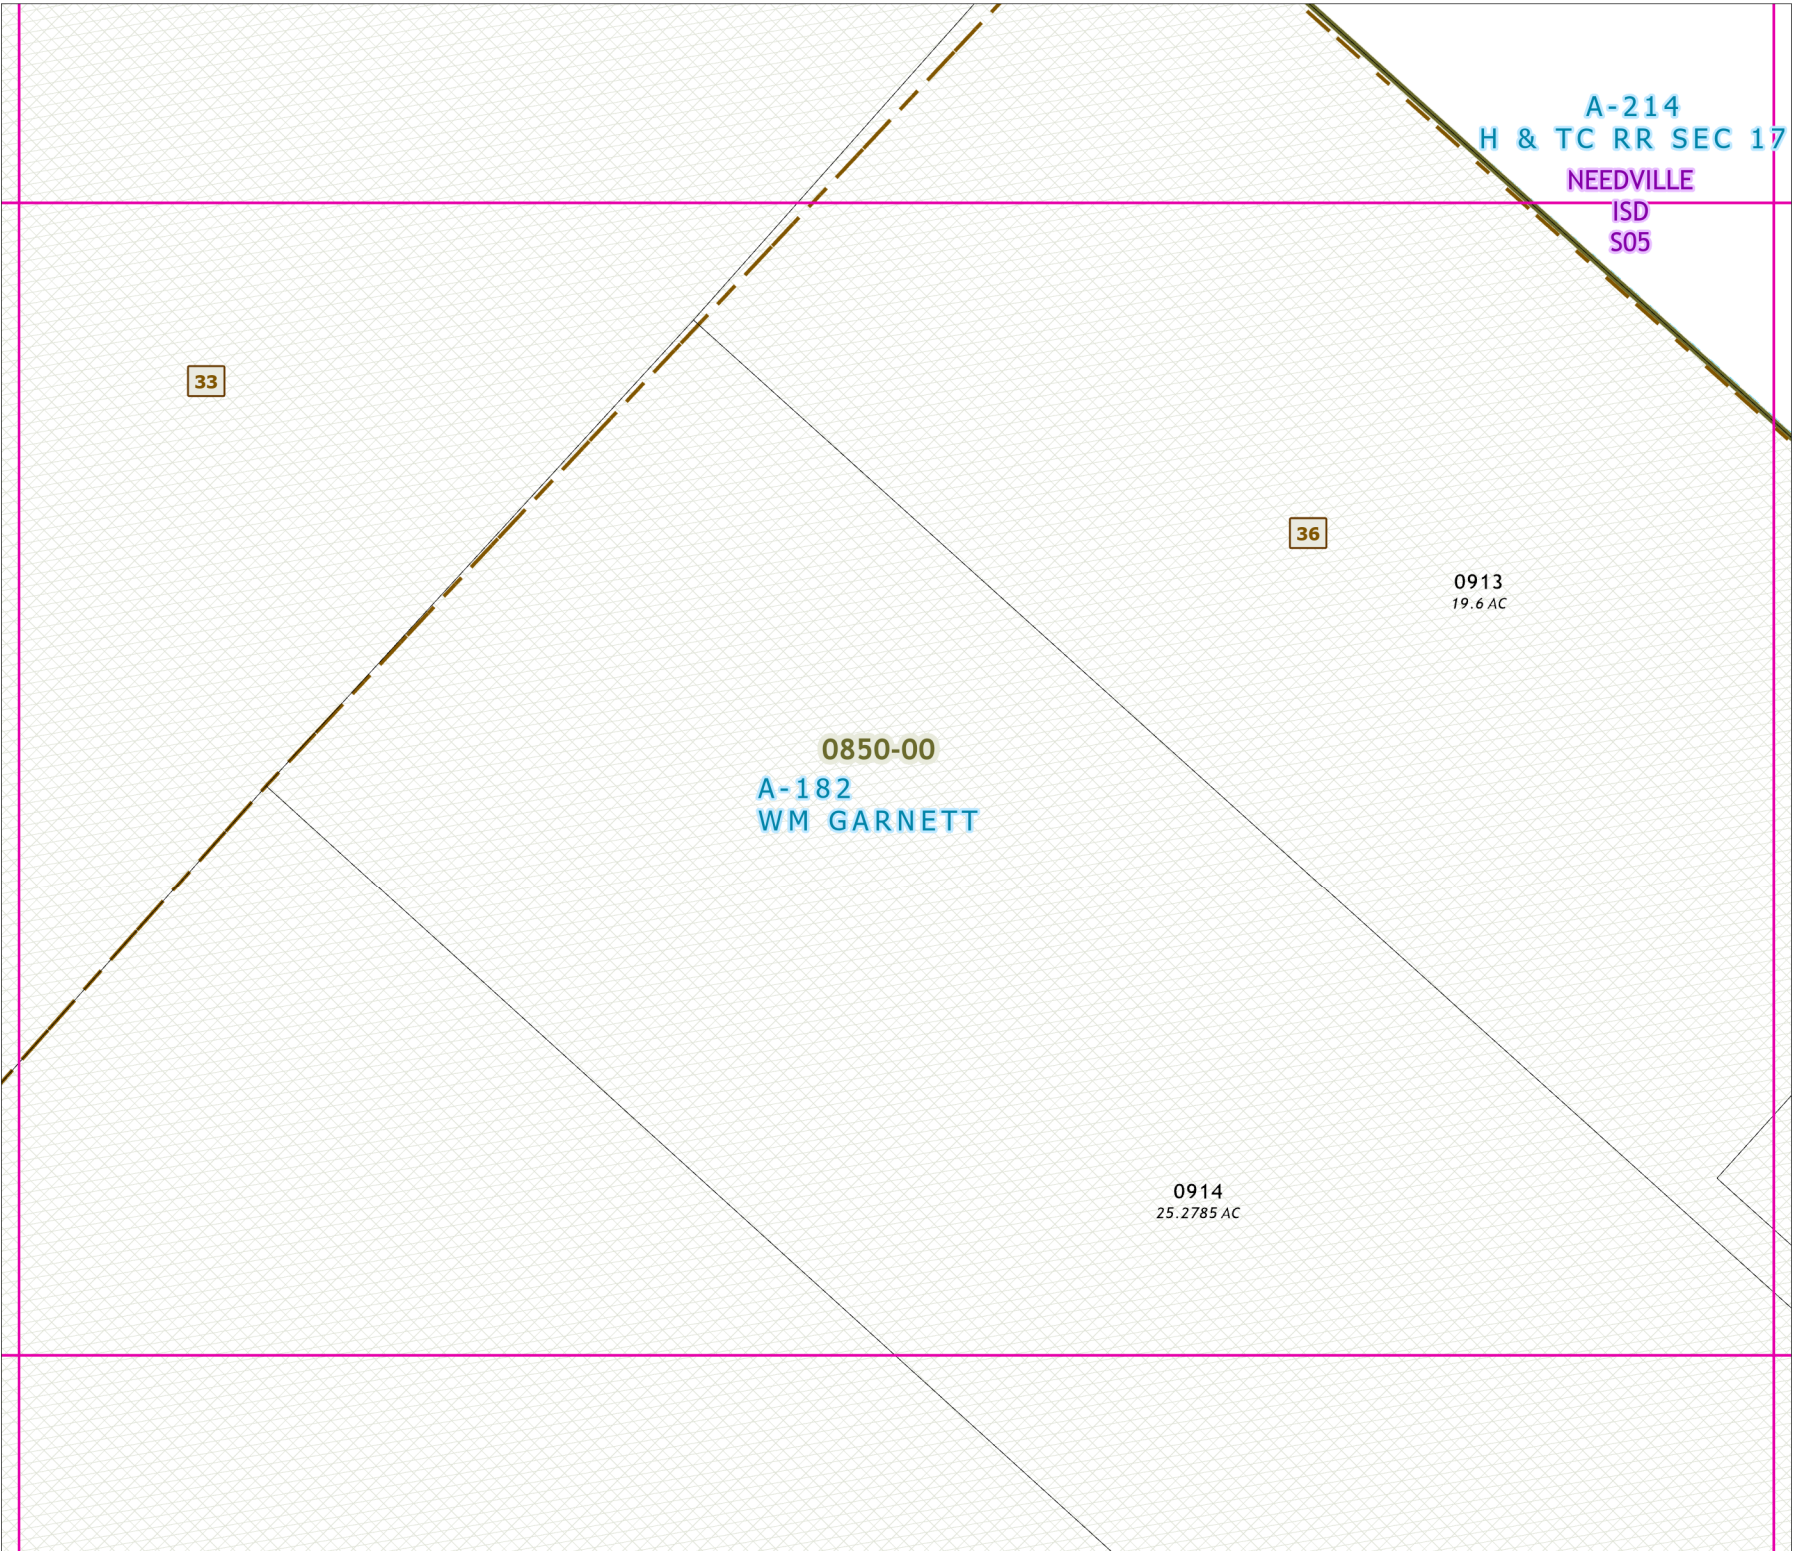 A-214
H & TC RR SEC 17
NEEDVILLE
ISD
S05
33
36
0913
19.6 AC
0850-00
A-182
WM GARNETT
0914
25.2785 AC